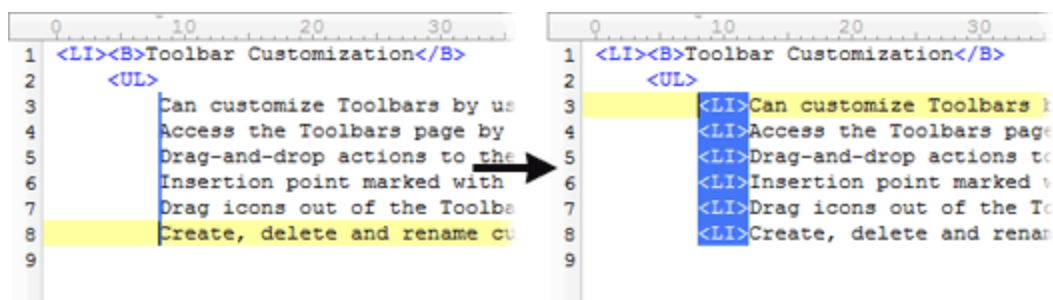 0 10 20 30
1 <LI><B>Toolbar Customization</B>
2 <UL>
3 Can customize Toolbars by us
4 Access the Toolbars page by
5 Drag-and-drop actions to the
6 Insertion point marked with
7 Drag icons out of the Toolba
8 Create, delete and rename cu
9
0 10 20 30
1 <LI><B>Toolbar Customization</B>
2 <UL>
3 <LI>Can customize Toolbars
4 <LI>Access the Toolbars page
5 <LI>Drag-and-drop actions to
6 <LI>Insertion point marked
7 <LI>Drag icons out of the To
8 <LI>Create, delete and renam
9